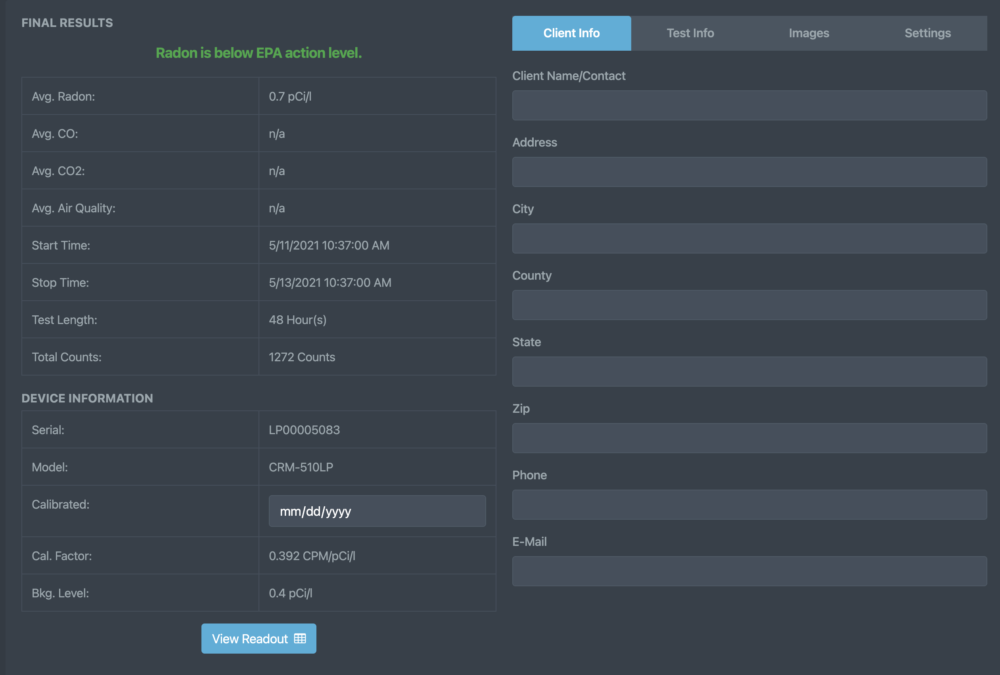 FINAL RESULTS
Radon is below EPA action level.
Avg. Radon: 0.7 pCi/l
Avg. CO: n/a
Avg. CO2: n/a
Avg. Air Quality: n/a
Start Time: 5/11/2021 10:37:00 AM
Stop Time: 5/13/2021 10:37:00 AM
Test Length: 48 Hour(s)
Total Counts: 1272 Counts
DEVICE INFORMATION
Serial: LP00005083
Model: CRM-510LP
Calibrated: mm/dd/yyyy
Cal. Factor: 0.392 CPM/pCi/l
Bkg. Level: 0.4 pCi/l
View Readout
Client Info Test Info Images Settings
Client Name/Contact
Address
City
County
State
Zip
Phone
E-Mail